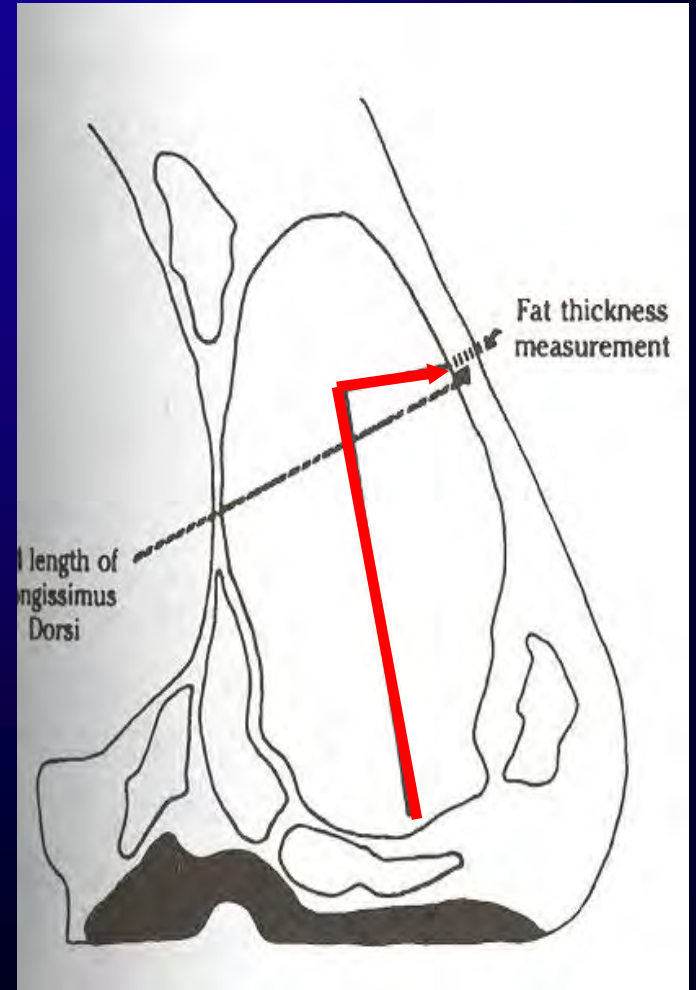 Fat thickness
measurement
length of
ongissimus
Dorsi